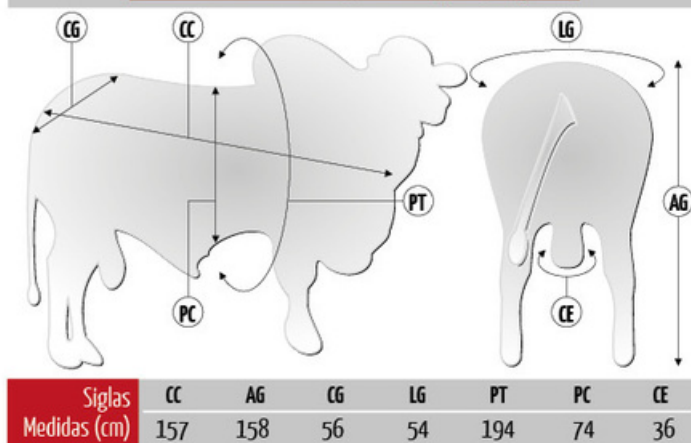 CG
CC
LG
AG
PT
PC
CE
Siglas CC AG CG LG PT PC CE
Medidas (cm) 157 158 56 54 194 74 36